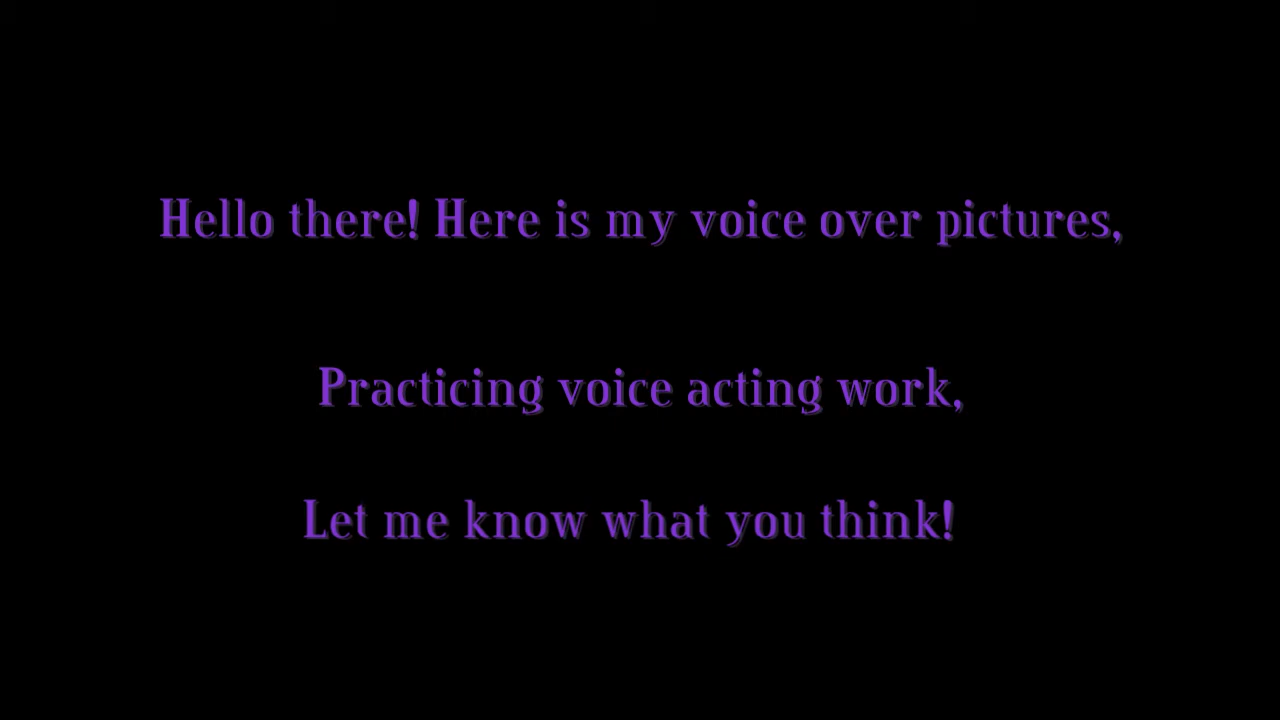 Hello there! Here is my voice over pictures,
Practicing voice acting work,
Let me know what you think!